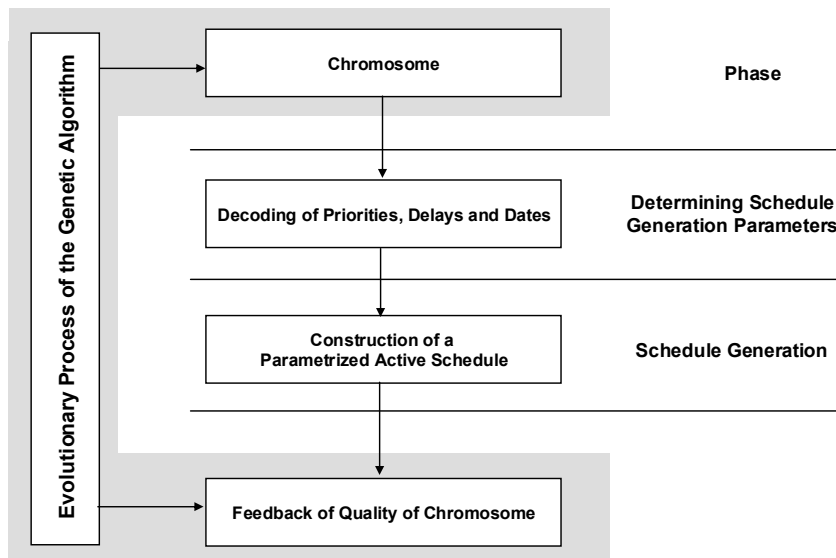 Evolutionary Process of the Genetic Algorithm
Chromosome
Phase
Decoding of Priorities, Delays and Dates
Determining Schedule
Generation Parameters
Construction of a
Parametrized Active Schedule
Schedule Generation
Feedback of Quality of Chromosome